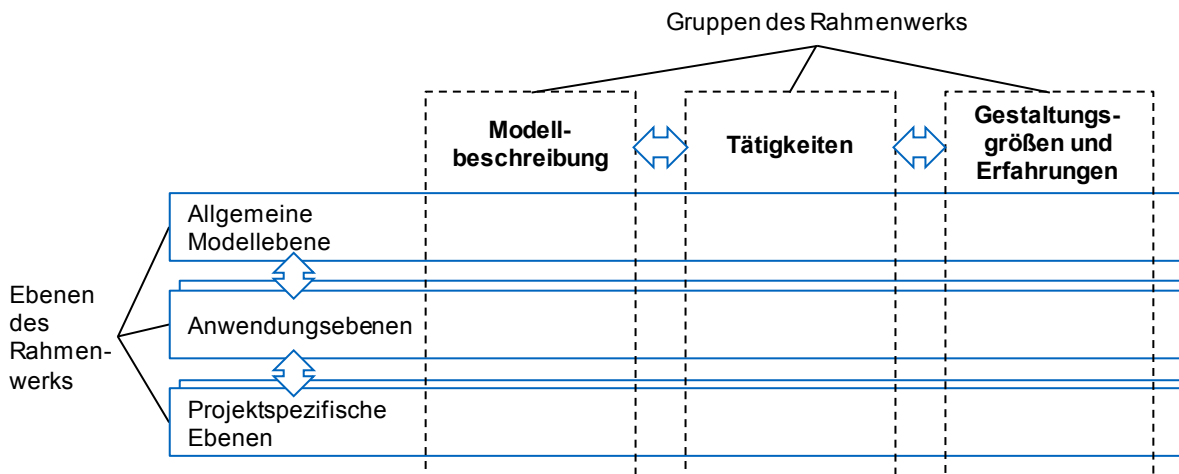 Gruppen des Rahmenwerks
Modell-
beschreibung
Tätigkeiten
Gestaltungs-
größen und
Erfahrungen
Allgemeine
Modellebene
Ebenen
des
Rahmen-
werks
Anwendungsebenen
Projektspezifische
Ebenen